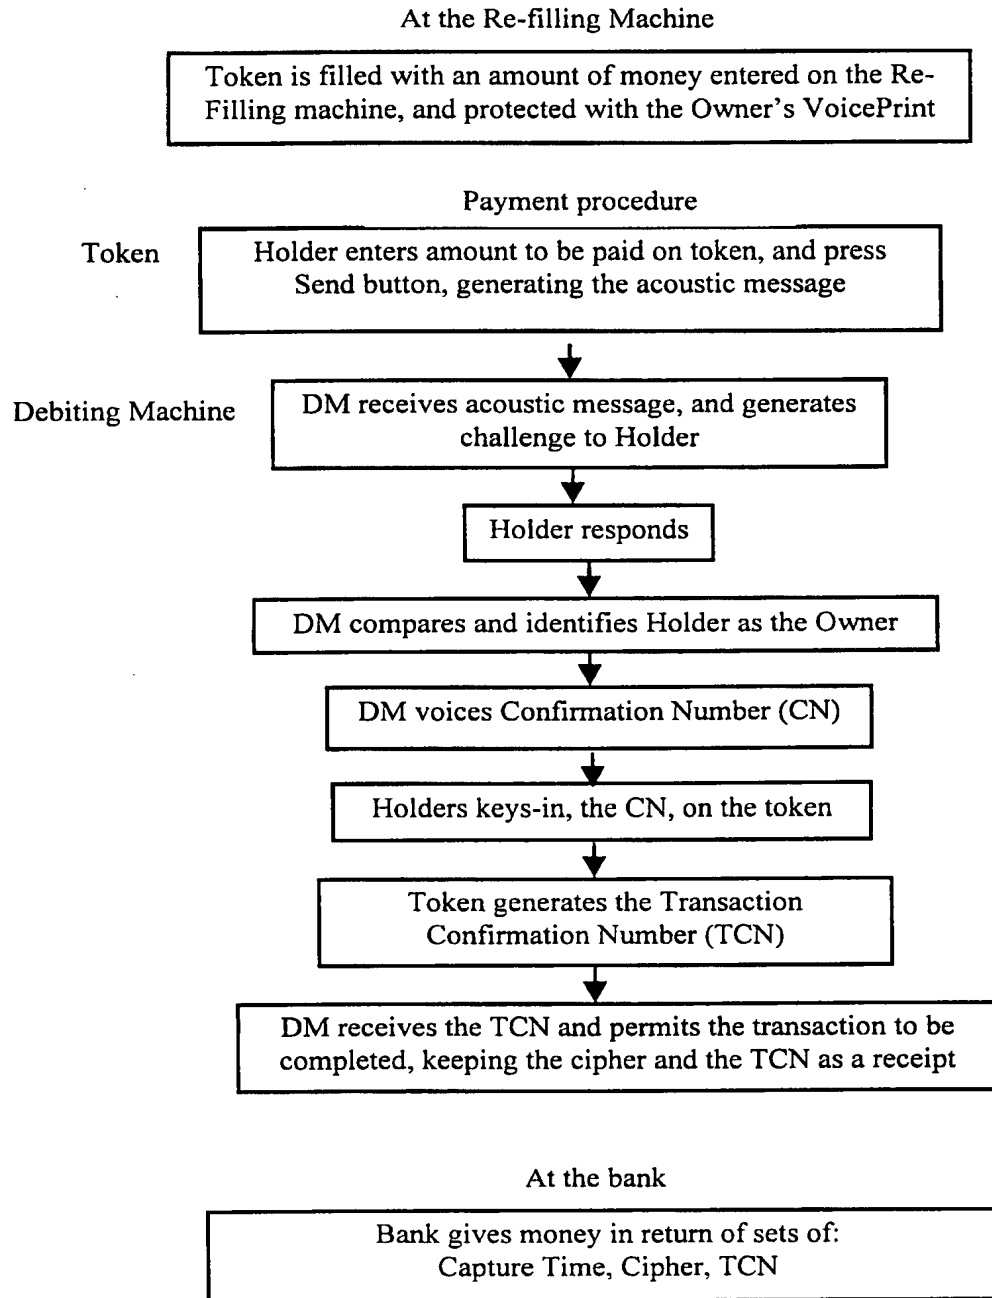 At the Re-filling Machine
Token is filled with an amount of money entered on the Re-
Filling machine, and protected with the Owner's VoicePrint
Payment procedure
Token
Holder enters amount to be paid on token, and press
Send button, generating the acoustic message
Debiting Machine
DM receives acoustic message, and generates
challenge to Holder
Holder responds
DM compares and identifies Holder as the Owner
DM voices Confirmation Number (CN)
Holders keys-in, the CN, on the token
Token generates the Transaction
Confirmation Number (TCN)
DM receives the TCN and permits the transaction to be
completed, keeping the cipher and the TCN as a receipt
At the bank
Bank gives money in return of sets of:
Capture Time, Cipher, TCN